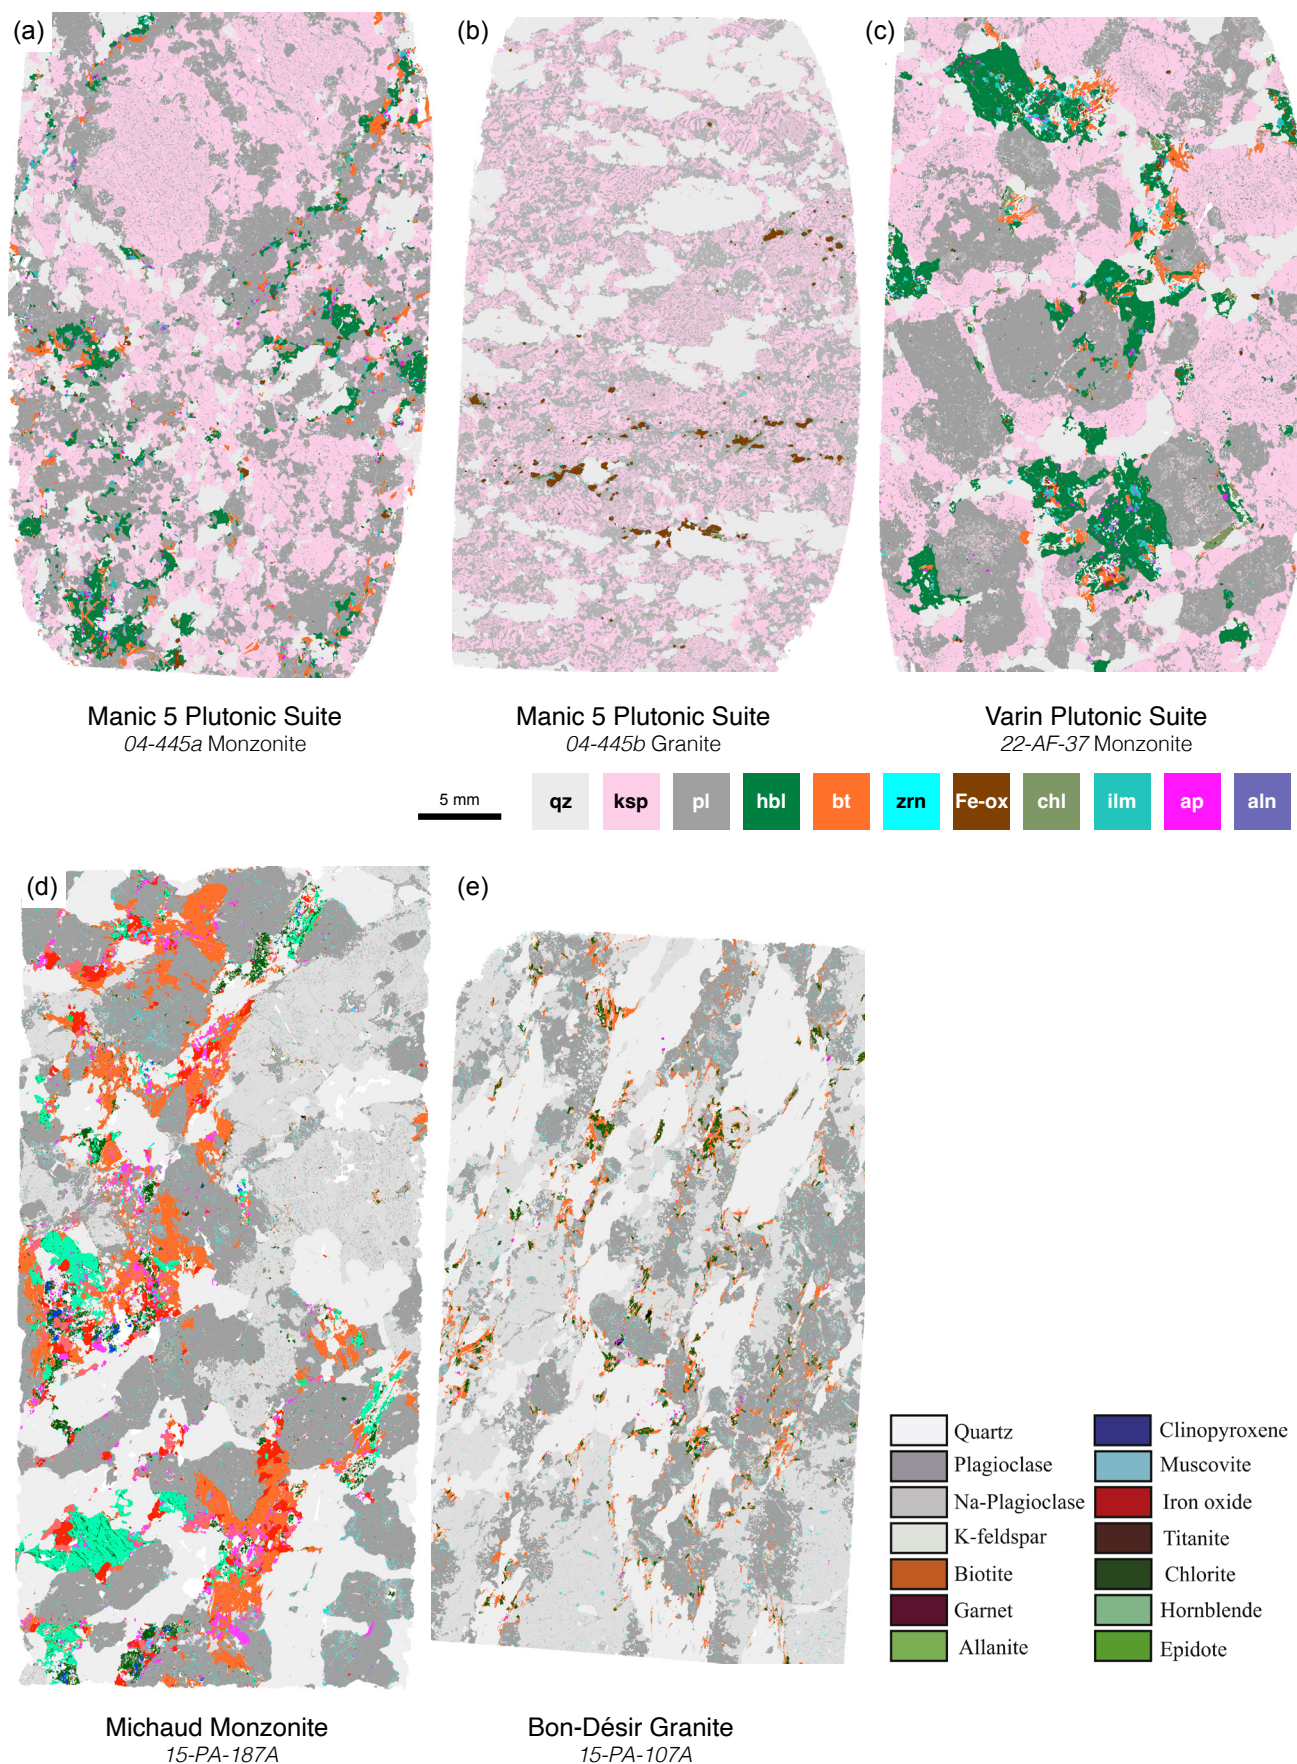 (a)
(b)
(c)
Manic 5 Plutonic Suite
04-445a Monzonite
Manic 5 Plutonic Suite
04-445b Granite
Varin Plutonic Suite
22-AF-37 Monzonite
5 mm
qz
ksp
pl
hbl
bt
zrn
Fe-ox
chl
ilm
ap
aln
(d)
(e)
Quartz
Plagioclase
Na-Plagioclase
K-feldspar
Biotite
Garnet
Allanite
Clinopyroxene
Muscovite
Iron oxide
Titanite
Chlorite
Hornblende
Epidote
Michaud Monzonite
15-PA-187A
Bon-Désir Granite
15-PA-107A